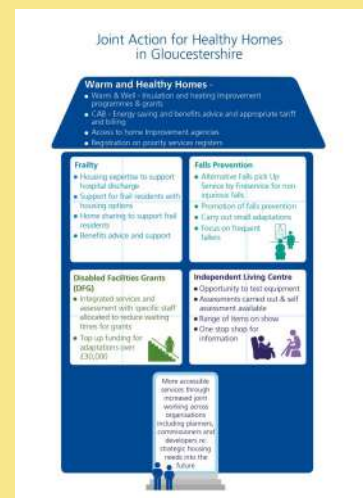 Joint Action for Healthy Homes
in Gloucestershire
Warm and Healthy Homes -
• Warm & Well - Insulation and heating improvement
programmes & grants
• CAB - Energy saving and benefits advice and appropriate tariff
and billing
• Access to home improvement agencies
• Registration on priority services registers
Frailty
• Housing expertise to support
hospital discharge
• Support for frail residents with
housing options
• Home sharing to support frail
residents
• Benefits advice and support
Falls Prevention
• Alternative Falls pick Up
Service by Fireservice for non
injurious falls
• Promotion of falls prevention
• Carry out small adaptations
• Focus on frequent
fallers
Disabled Facilities Grants
(DFG)
• Integrated services and
assessment with specific staff
allocated to reduce waiting
times for grants
• Top up funding for
adaptations over
£30,000
Independent Living Centre
• Opportunity to test equipment
• Assessments carried out & self
assessment available
• Range of items on show
• One stop shop for
information
More accessible
services through
increased joint
working across
organisations
including planners,
commissioners and
developers re:
strategic housing
needs into the
future